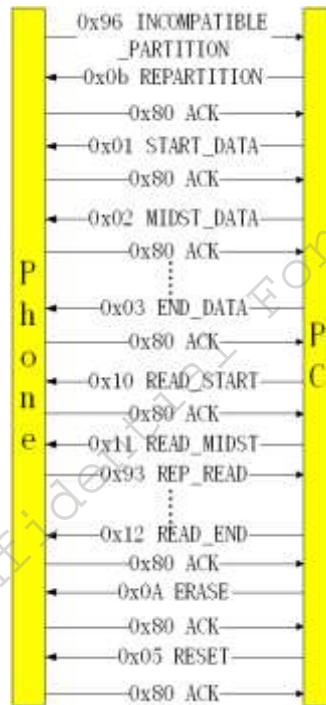 0x96 INCOMPATIBLE
_PARTITION
0x0b REPARTITION
0x80 ACK
0x01 START_DATA
0x80 ACK
0x02 MIDST_DATA
0x80 ACK
0x03 END_DATA
0x80 ACK
0x10 READ_START
0x80 ACK
0x11 READ_MIDST
0x93 REP_READ
0x12 READ_END
0x80 ACK
0x0A ERASE
0x80 ACK
0x05 RESET
0x80 ACK
Phone
PC